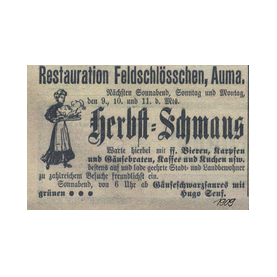 Restauration Feldschlösschen, Auma.
Nächsten Sonnabend, Sonntag und Montag,
den 9., 10. und 11. d. Mts.
Herbst-Schmaus
Warte hierbei mit ff. Bieren, Karpfen
und Gänsebraten, Kaffee und Kuchen usw.
bestens auf und lade geehrte Stadt- und Landbewohner
zu zahlreichem Besuche freundlichst ein.
Sonnabend, von 6 Uhr ab Gänseschwarzsaures mit
grünen Hugo Senf.
1909